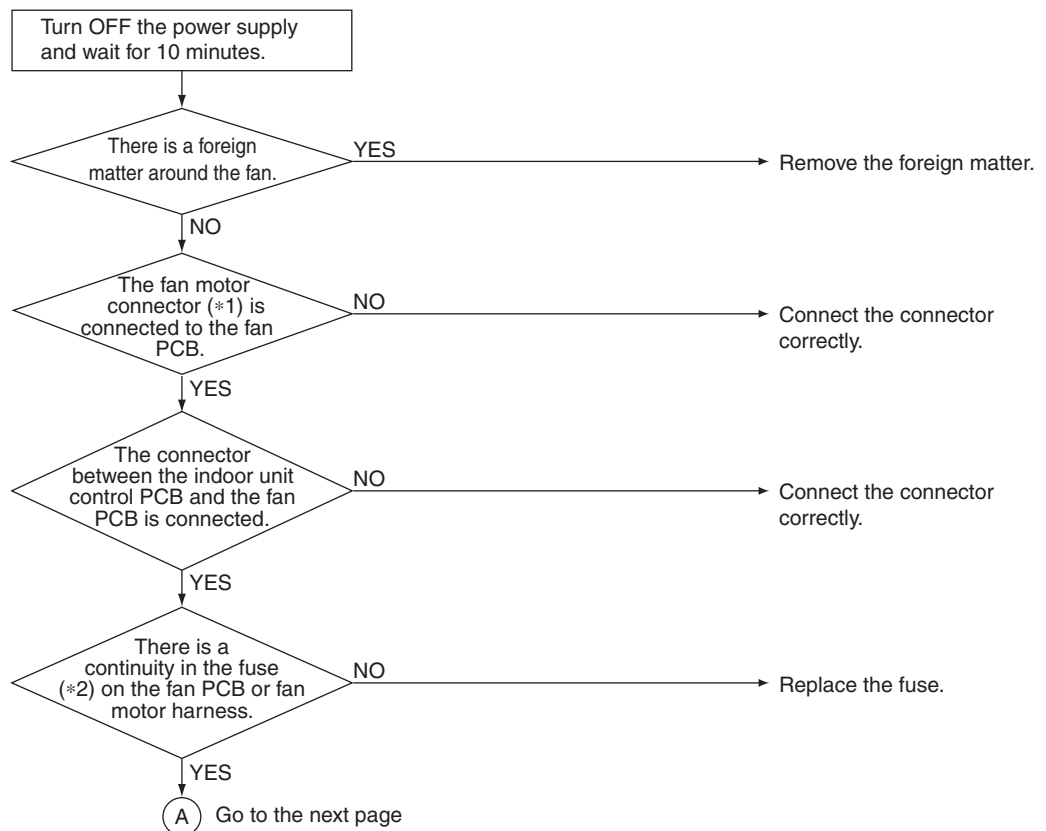 Turn OFF the power supply
and wait for 10 minutes.
There is a foreign
matter around the fan.
YES
Remove the foreign matter.
NO
The fan motor
connector (*1) is
connected to the fan
PCB.
NO
Connect the connector
correctly.
YES
The connector
between the indoor unit
control PCB and the fan
PCB is connected.
NO
Connect the connector
correctly.
YES
There is a
continuity in the fuse
(*2) on the fan PCB or fan
motor harness.
NO
Replace the fuse.
YES
A Go to the next page